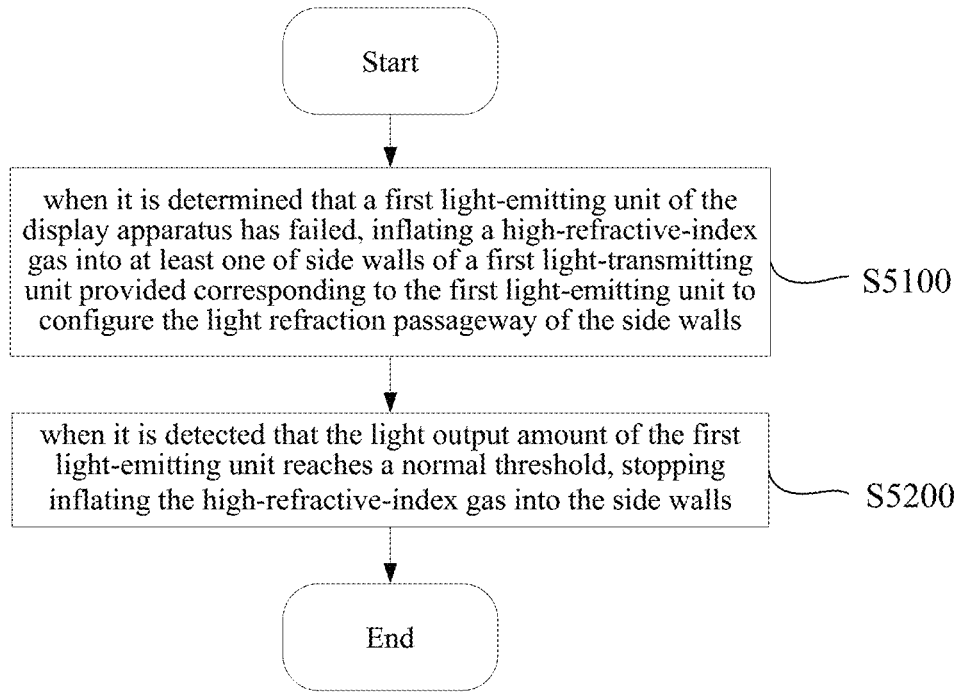 Start
when it is determined that a first light-emitting unit of the
display apparatus has failed, inflating a high-refractive-index
gas into at least one of side walls of a first light-transmitting
unit provided corresponding to the first light-emitting unit to
configure the light refraction passageway of the side walls
S5100
when it is detected that the light output amount of the first
light-emitting unit reaches a normal threshold, stopping
inflating the high-refractive-index gas into the side walls
S5200
End